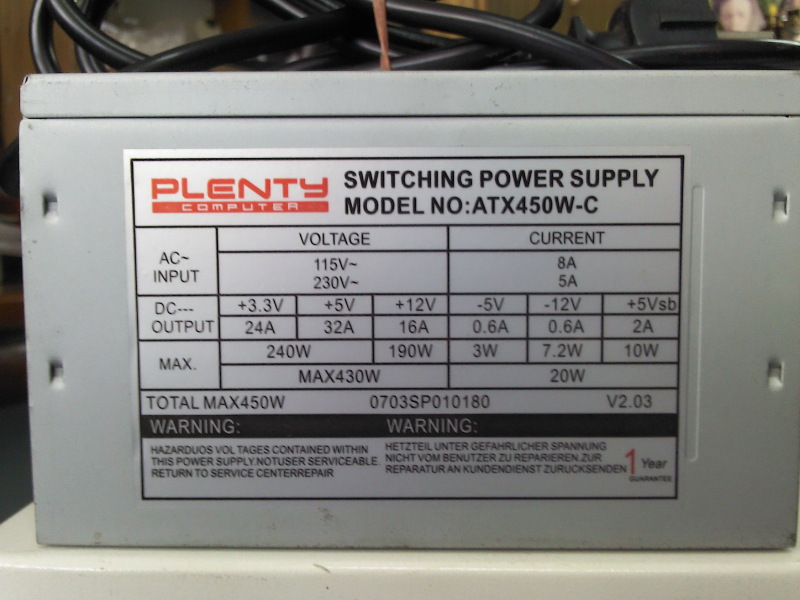 PLENTY
COMPUTER
SWITCHING POWER SUPPLY
MODEL NO:ATX450W-C
AC~ INPUT
VOLTAGE CURRENT
115V~ 8A
230V~ 5A
DC--- OUTPUT
+3.3V +5V +12V -5V -12V +5Vsb
24A 32A 16A 0.6A 0.6A 2A
MAX.
240W 190W 3W 7.2W 10W
MAX430W 20W
TOTAL MAX450W 0703SP010180 V2.03
WARNING: WARNING:
HAZARDUOS VOL TAGES CONTAINED WITHIN
THIS POWER SUPPLY.NOTUSER SERVICEABLE.
RETURN TO SERVICE CENTERREPAIR
HETZTEIL UNTER GEFAHRLICHER SPANNUNG
NICHT VOM BENUTZER ZU REPARIEREN.ZUR
REPARATUR AN KUNDENDIENST ZURUCKSENDEN
1 Year
GUARANTEE